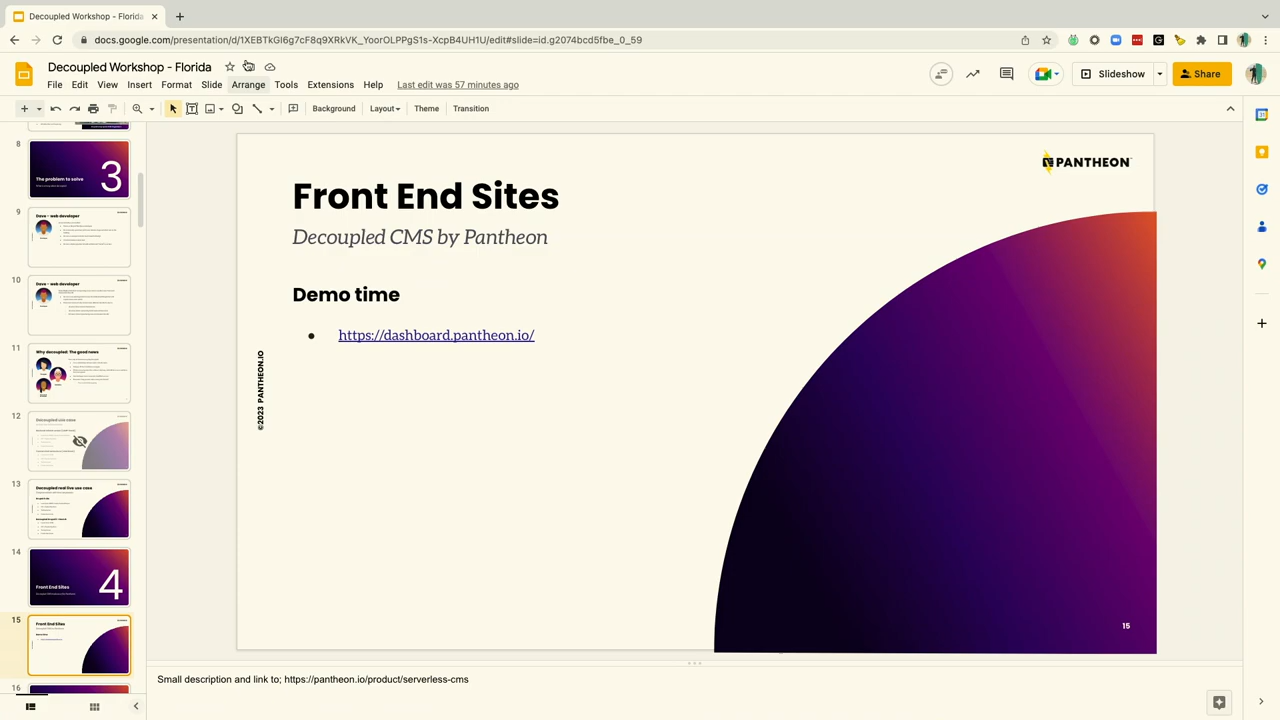 Decoupled Workshop - Florida
docs.google.com/presentation/d/1XEBTkGI6g7cF8q9XRkVK_YoorOLPPgS1s-XcpB4UH1U/edit#slide=id.g2074bcd5fbe_0_59
Decoupled Workshop - Florida
File Edit View Insert Format Slide Arrange Tools Extensions Help Last edit was 57 minutes ago
Slideshow
Share
Background Layout Theme Transition
8
The problem to solve
3
9
Dave - web developer
10
Dave - web developer
11
Why decoupled: The good news
12
Decoupled use case
13
Decoupled real live use case
14
Front End Sites
4
15
Front End Sites
16
PANTHEON
Front End Sites
Decoupled CMS by Pantheon
Demo time
● https://dashboard.pantheon.io/
©2023 PANTHEON.IO
15
Small description and link to; https://pantheon.io/product/serverless-cms